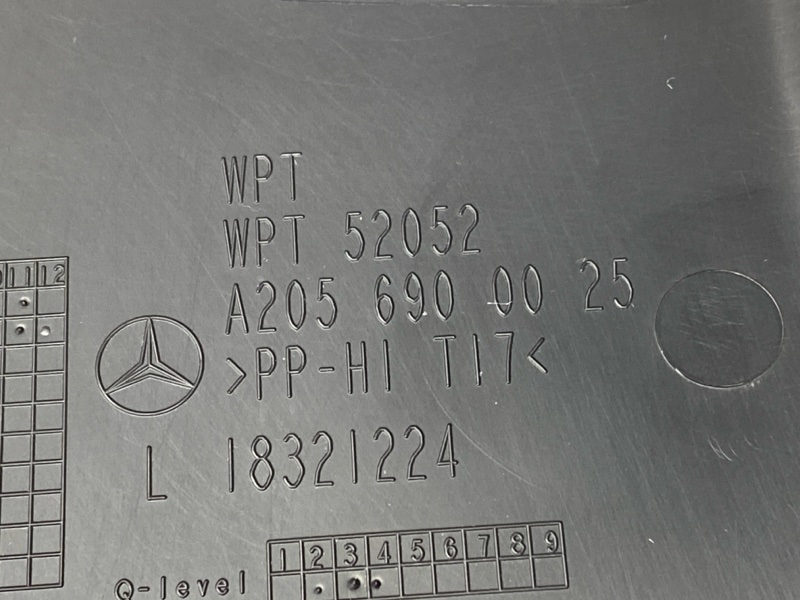 WPT
WPT 52052
A205 690 00 25
>PP-HI T17<
L 18321224
11 12
1 2 3 4 5 6 7 8 9
Q-level